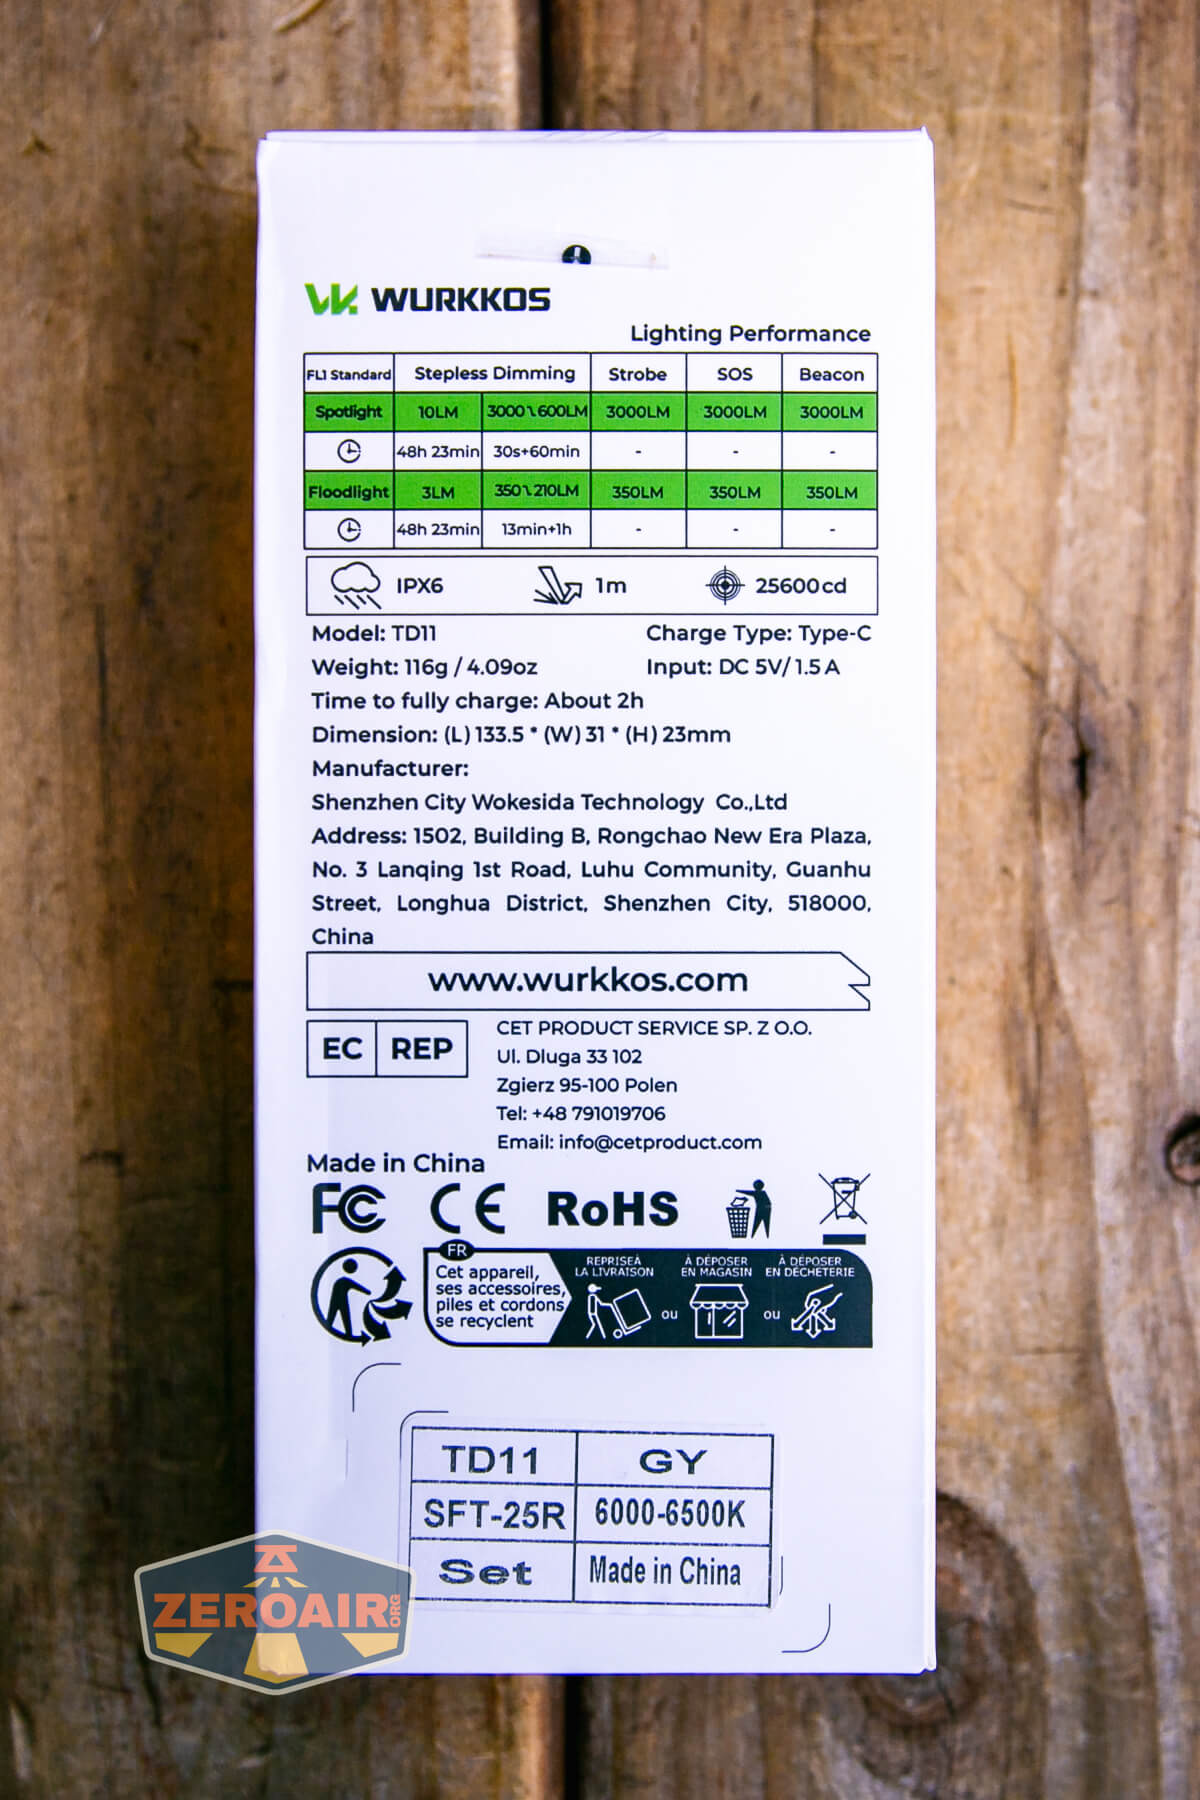 WURKKOS
Lighting Performance
FL1 Standard Stepless Dimming Strobe SOS Beacon
Spotlight 10LM 3000~600LM 3000LM 3000LM 3000LM
48h 23min 30s+60min - - -
Floodlight 3LM 350~210LM 350LM 350LM 350LM
48h 23min 13min+1h - - -
IPX6 1m 25600cd
Model: TD11 Charge Type: Type-C
Weight: 116g / 4.09oz Input: DC 5V/ 1.5 A
Time to fully charge: About 2h
Dimension: (L) 133.5 * (W) 31 * (H) 23mm
Manufacturer:
Shenzhen City Wokesida Technology Co.,Ltd
Address: 1502, Building B, Rongchao New Era Plaza,
No. 3 Lanqing 1st Road, Luhu Community, Guanhu
Street, Longhua District, Shenzhen City, 518000,
China
www.wurkkos.com
EC REP
CET PRODUCT SERVICE SP. Z O.O.
Ul. Dluga 33 102
Zgierz 95-100 Polen
Tel: +48 791019706
Email: info@cetproduct.com
Made in China
FC CE RoHS
FR
Cet appareil,
ses accessoires,
piles et cordons
se recyclent
REPRISEÀ
LA LIVRAISON
ou
À DÉPOSER
EN MAGASIN
ou
À DÉPOSER
EN DÉCHÈTERIE
TD11 GY
SFT-25R 6000-6500K
Set Made in China
ZEROAIR.ORG